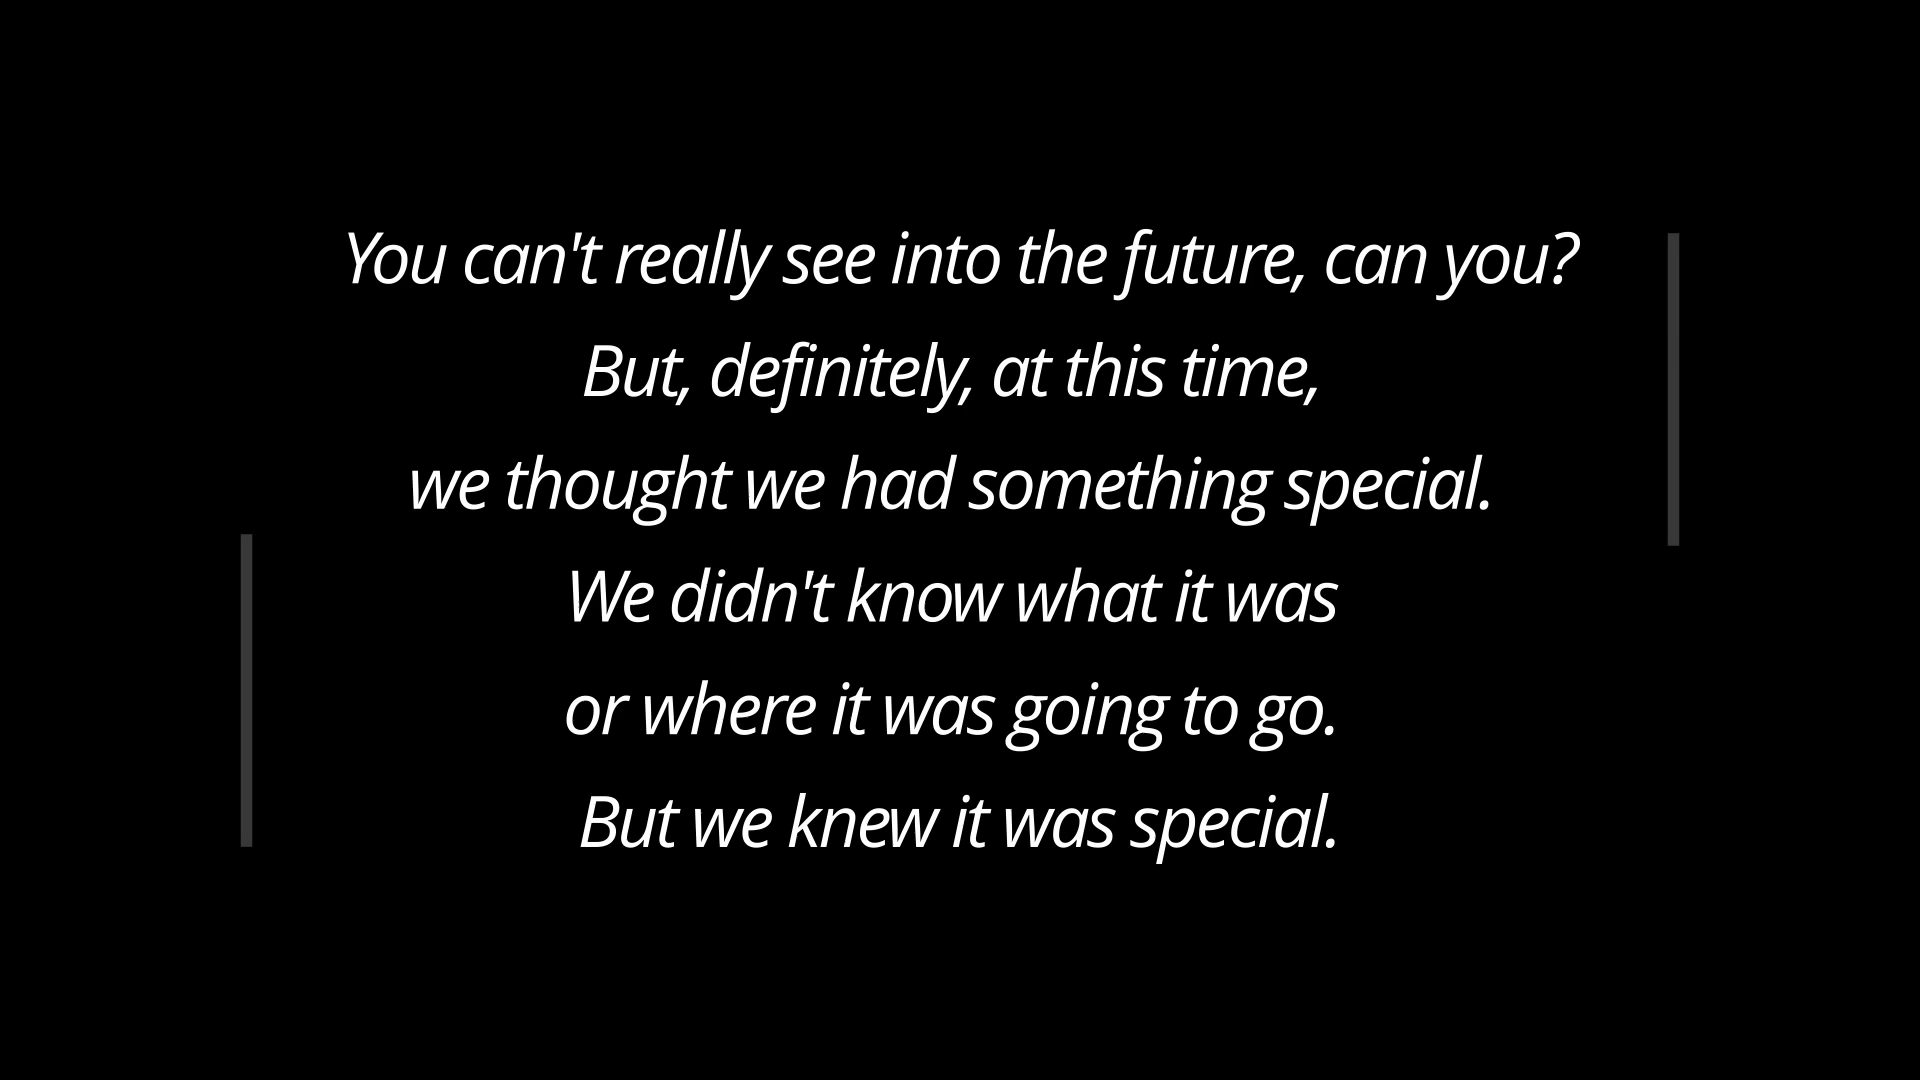 You can't really see into the future, can you?
But, definitely, at this time,
we thought we had something special.
We didn't know what it was
or where it was going to go.
But we knew it was special.